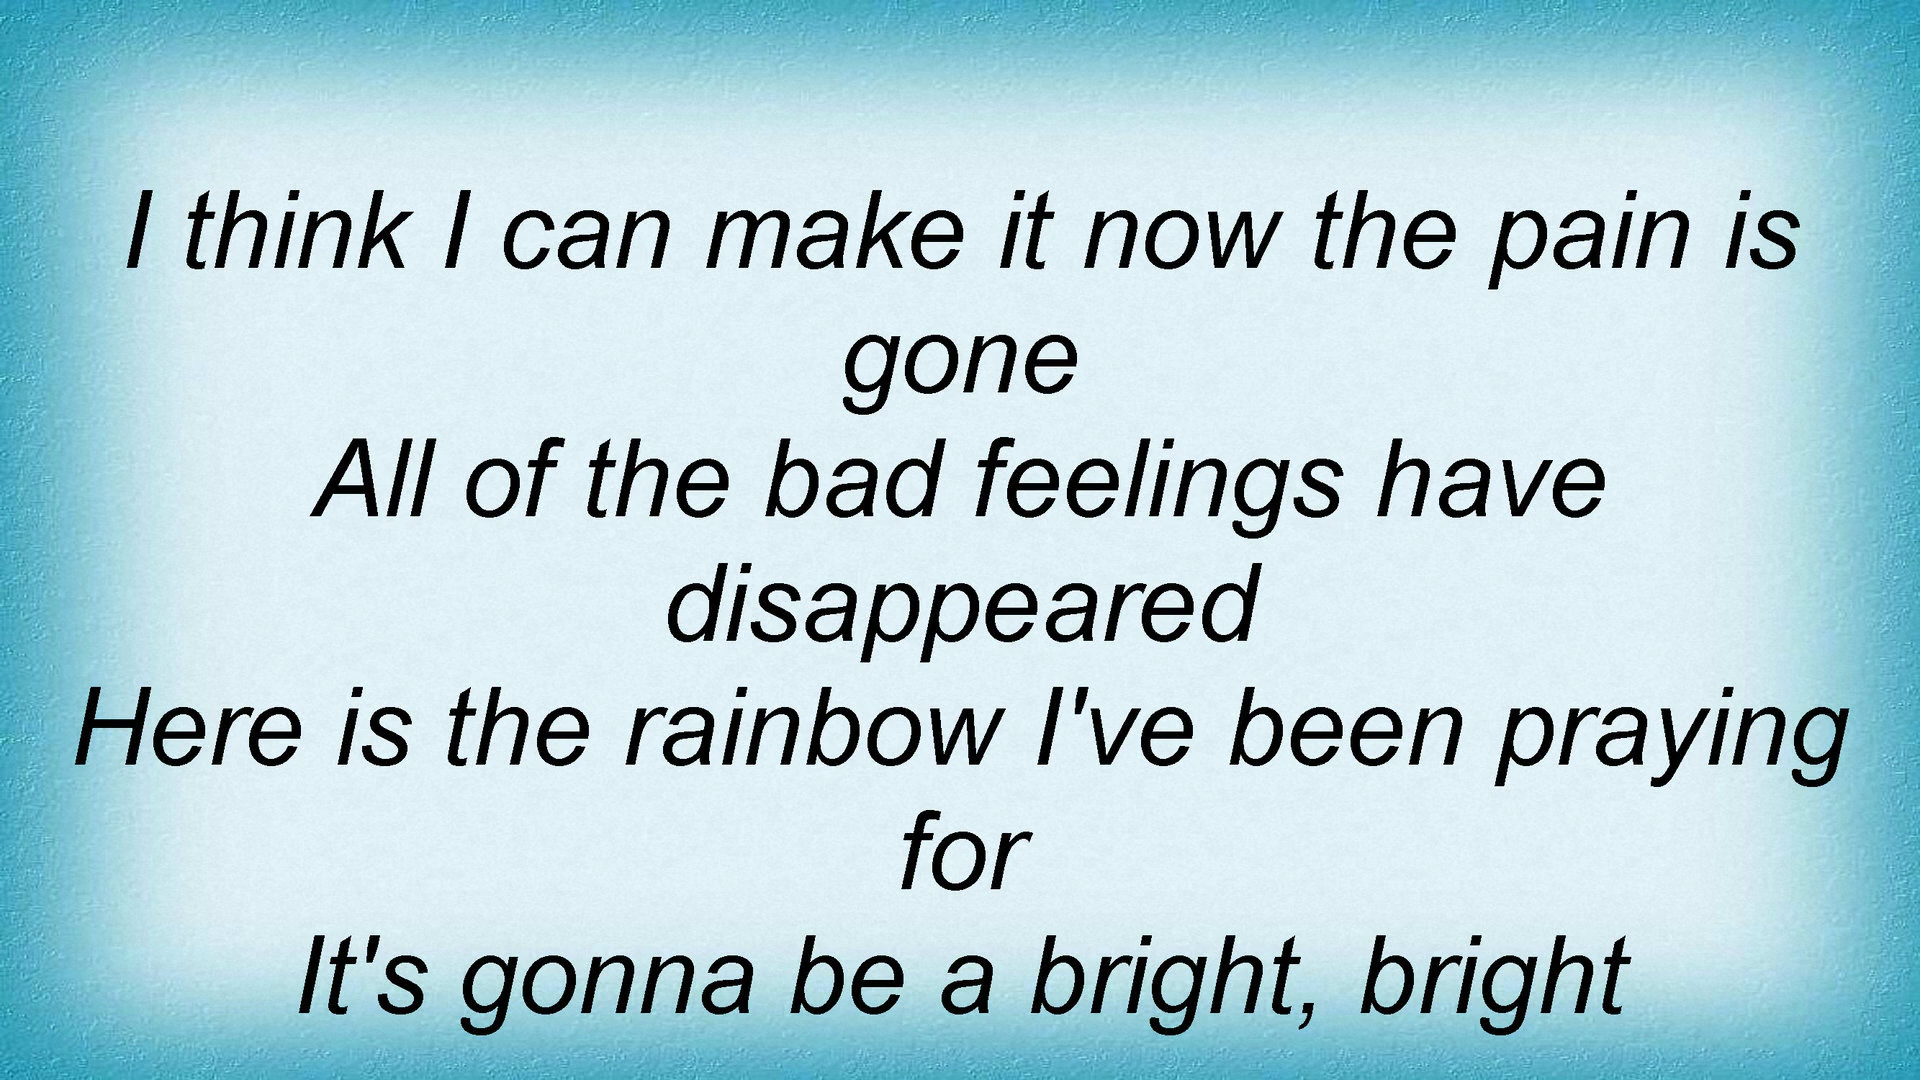 I think I can make it now the pain is
gone
All of the bad feelings have
disappeared
Here is the rainbow I've been praying
for
It's gonna be a bright, bright